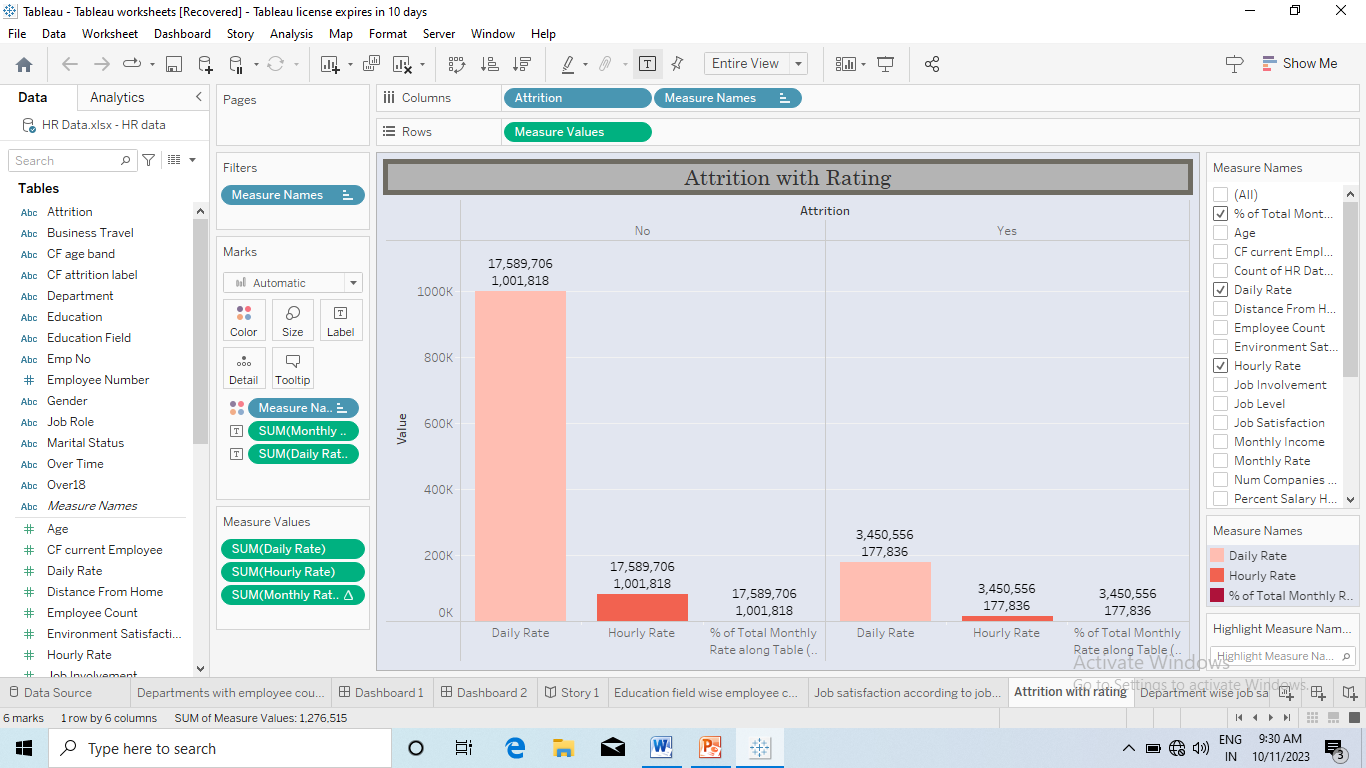 Tableau - Tableau worksheets [Recovered] - Tableau license expires in 10 days
File Data Worksheet Dashboard Story Analysis Map Format Server Window Help
Entire View
Show Me
Data Analytics
HR Data.xlsx - HR data
Search
Tables
Abc Attrition
Abc Business Travel
Abc CF age band
Abc CF attrition label
Abc Department
Abc Education
Abc Education Field
Abc Emp No
# Employee Number
Abc Gender
Abc Job Role
Abc Marital Status
Abc Over Time
Abc Over18
Abc Measure Names
# Age
# CF current Employee
# Daily Rate
# Distance From Home
# Employee Count
# Environment Satisfacti...
# Hourly Rate
# Job Involvement
Pages
Filters
Measure Names
Marks
Automatic
Color Size Label
Detail Tooltip
Measure Na..
SUM(Monthly ..
SUM(Daily Rat..
Measure Values
SUM(Daily Rate)
SUM(Hourly Rate)
SUM(Monthly Rat.. Δ
Columns Attrition Measure Names
Rows Measure Values
Attrition with Rating
Attrition
No Yes
Value
1000K
800K
600K
400K
200K
0K
17,589,706
1,001,818
17,589,706
1,001,818
17,589,706
1,001,818
3,450,556
177,836
3,450,556
177,836
3,450,556
177,836
Daily Rate
Hourly Rate
% of Total Monthly
Rate along Table (..
Daily Rate
Hourly Rate
% of Total Monthly
Rate along Table (..
Measure Names
(All)
% of Total Mont...
Age
CF current Empl...
Count of HR Dat...
Daily Rate
Distance From H...
Employee Count
Environment Sat...
Hourly Rate
Job Involvement
Job Level
Job Satisfaction
Monthly Income
Monthly Rate
Num Companies ...
Percent Salary H...
Measure Names
Daily Rate
Hourly Rate
% of Total Monthly R..
Highlight Measure Nam...
Highlight Measure Na...
Activate Windows
Go to Settings to activate Windows.
Data Source Departments with employee cou... Dashboard 1 Dashboard 2 Story 1 Education field wise employee c... Job satisfaction according to job... Attrition with rating Department wise job sa
6 marks 1 row by 6 columns SUM of Measure Values: 1,276,515
Type here to search
ENG
IN
9:30 AM
10/11/2023
3